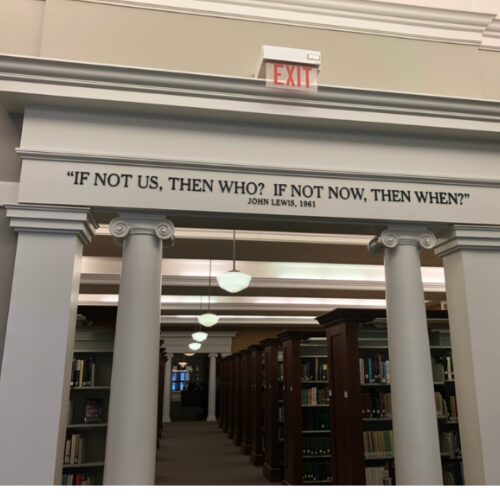 EXIT
"IF NOT US, THEN WHO? IF NOT NOW, THEN WHEN?"
JOHN LEWIS, 1961